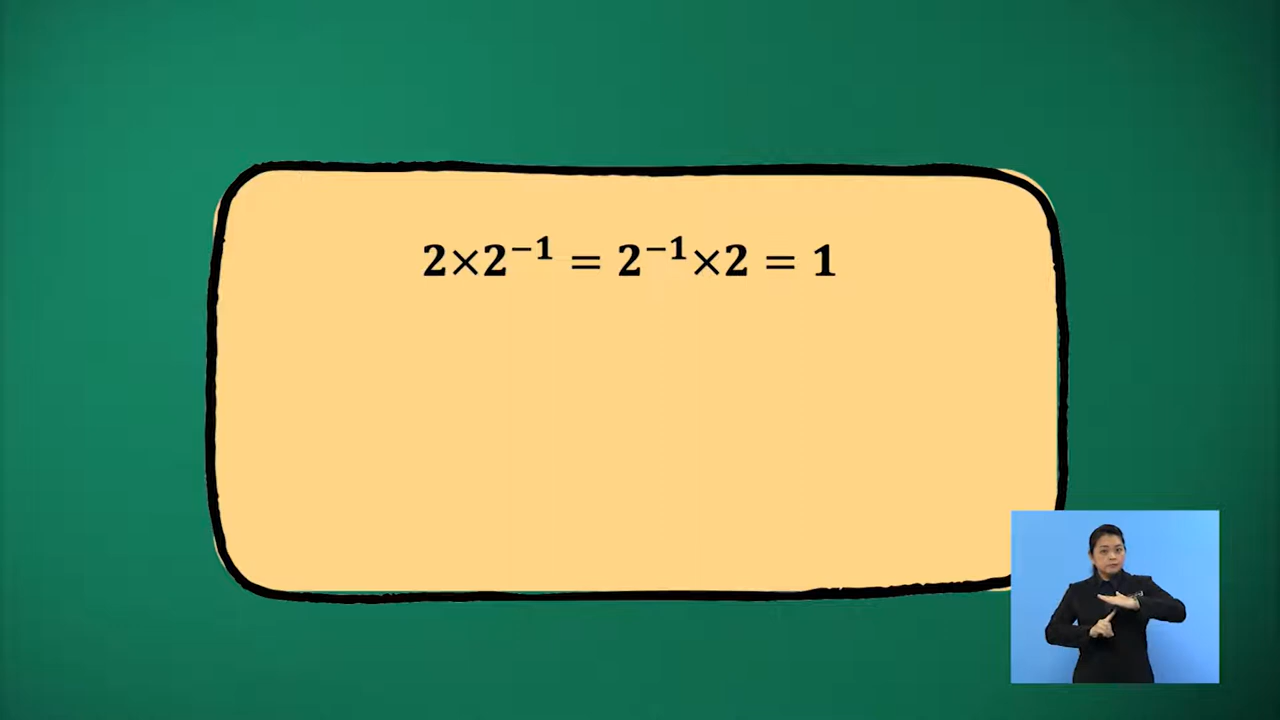 2×2⁻¹ = 2⁻¹×2 = 1